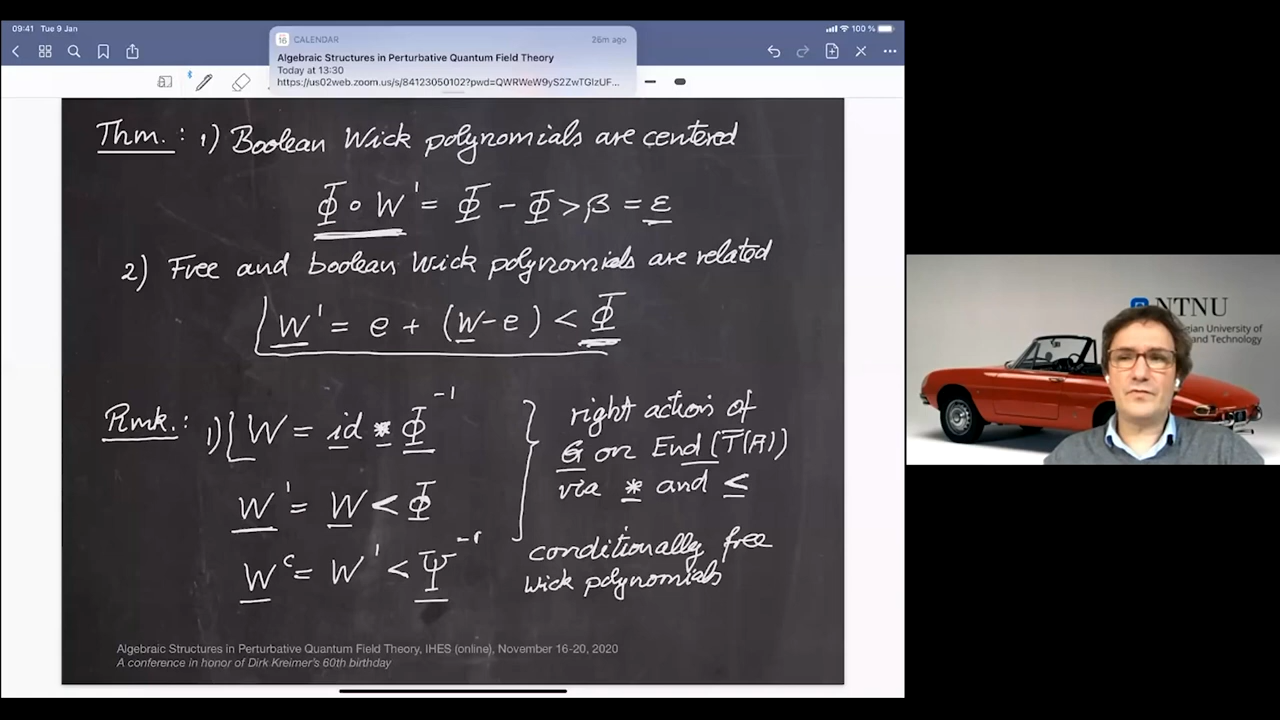 09:41 Tue 9 Jan
100 %
16 CALENDAR 26m ago
Algebraic Structures in Perturbative Quantum Field Theory
Today at 13:30
https://us02web.zoom.us/s/84123050102?pwd=QWRWeW9yS2ZwTGIzUF...
Thm.: 1) Boolean Wick polynomials are centered
Φ ∘ W' = Φ - Φ > β = ε
2) Free and boolean Wick polynomials are related
W' = e + (W-e) < Φ
Rmk.: 1) W = id * Φ^{-1}
W' = W < Φ
W^c = W' < Ψ^{-1}
right action of
G on End (T̄(A))
via * and <
conditionally free
Wick polynomials
Algebraic Structures in Perturbative Quantum Field Theory, IHES (online), November 16-20, 2020
A conference in honor of Dirk Kreimer's 60th birthday
NTNU
and Technology